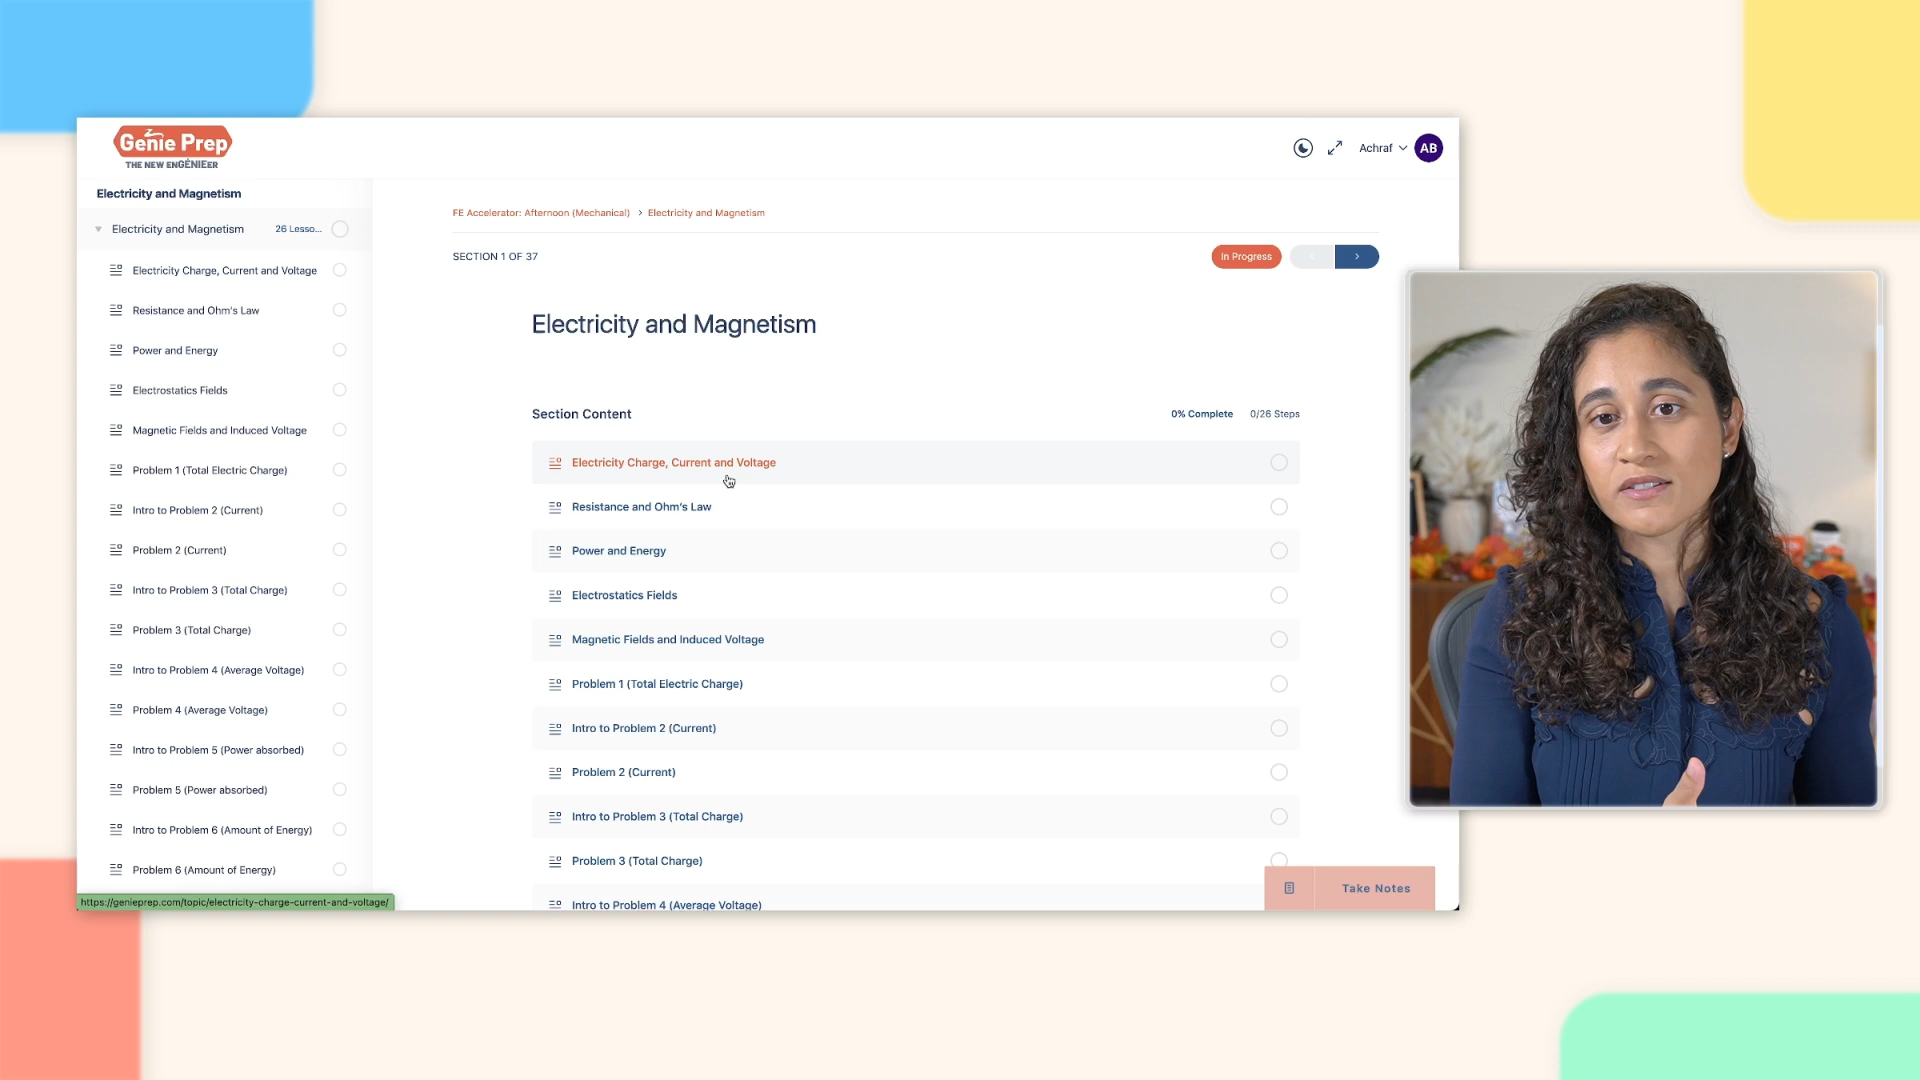 Genie Prep
THE NEW ENGÉNIEER
Achraf
AB
Electricity and Magnetism
Electricity and Magnetism
26 Lesso...
Electricity Charge, Current and Voltage
Resistance and Ohm's Law
Power and Energy
Electrostatics Fields
Magnetic Fields and Induced Voltage
Problem 1 (Total Electric Charge)
Intro to Problem 2 (Current)
Problem 2 (Current)
Intro to Problem 3 (Total Charge)
Problem 3 (Total Charge)
Intro to Problem 4 (Average Voltage)
Problem 4 (Average Voltage)
Intro to Problem 5 (Power absorbed)
Problem 5 (Power absorbed)
Intro to Problem 6 (Amount of Energy)
Problem 6 (Amount of Energy)
https://genieprep.com/topic/electricity-charge-current-and-voltage/
FE Accelerator: Afternoon (Mechanical) > Electricity and Magnetism
SECTION 1 OF 37
In Progress
Electricity and Magnetism
Section Content
0% Complete
0/26 Steps
Electricity Charge, Current and Voltage
Resistance and Ohm's Law
Power and Energy
Electrostatics Fields
Magnetic Fields and Induced Voltage
Problem 1 (Total Electric Charge)
Intro to Problem 2 (Current)
Problem 2 (Current)
Intro to Problem 3 (Total Charge)
Problem 3 (Total Charge)
Intro to Problem 4 (Average Voltage)
Take Notes